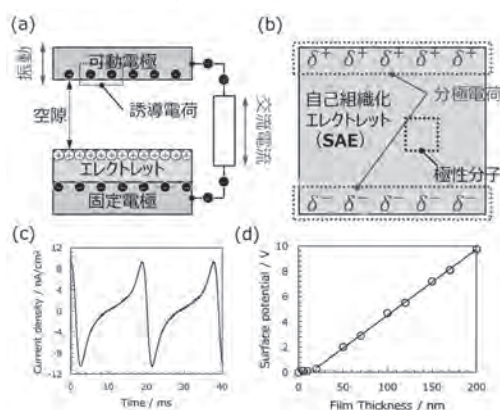 (a)
可動電極
振動
誘導電荷
空隙
交流電流
エレクトレット
固定電極
(b)
δ+ δ+ δ+ δ+ δ+
分極電荷
自己組織化
エレクトレット
(SAE)
極性分子
δ- δ- δ- δ- δ-
(c)
Current density / nA/cm²
12
8
4
0
-4
-8
-12
0 10 20 30 40
Time / ms
(d)
Surface potential / V
10
8
6
4
2
0
0 50 100 150 200
Film Thickness / nm